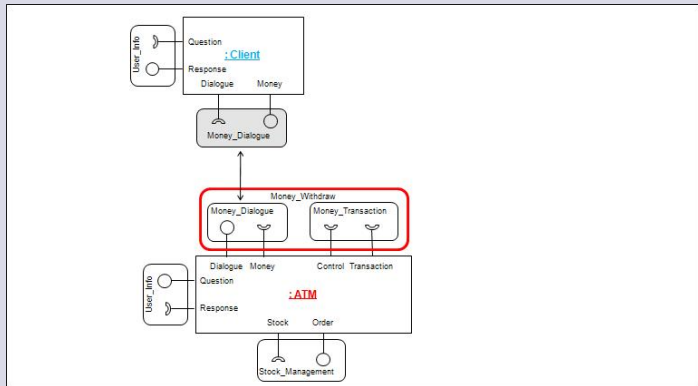 User_Info
Question
: Client
Response
Dialogue Money
Money_Dialogue
Money_Withdraw
Money_Dialogue Money_Transaction
Dialogue Money Control Transaction
User_Info
Question
: ATM
Response
Stock Order
Stock_Management